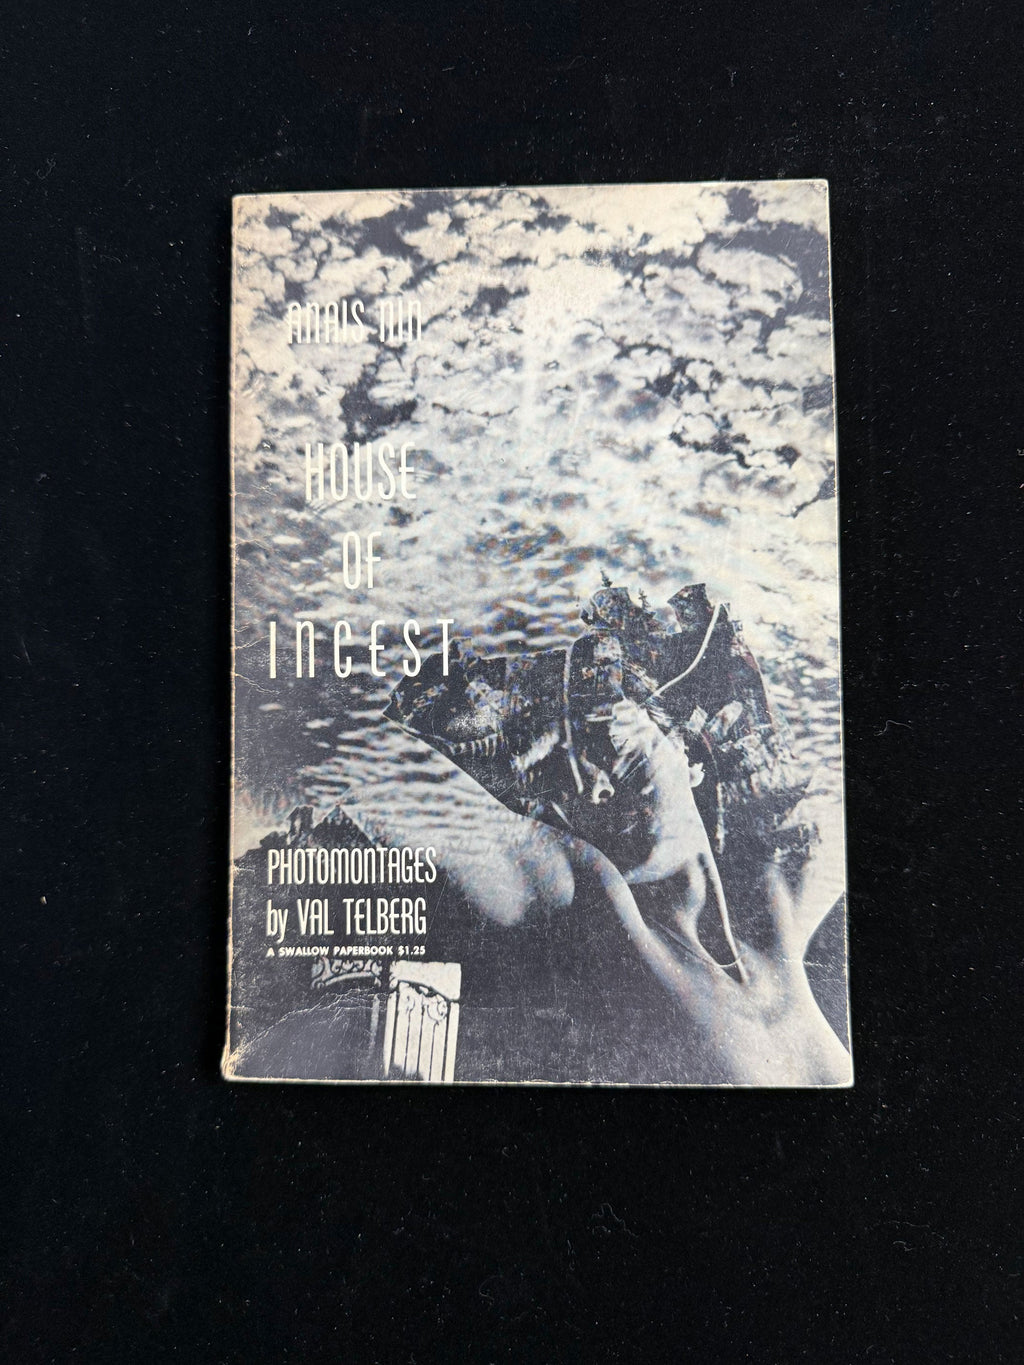 ANAIS NIN
HOUSE
OF
INCEST
PHOTOMONTAGES
by VAL TELBERG
A SWALLOW PAPERBOOK $1.25